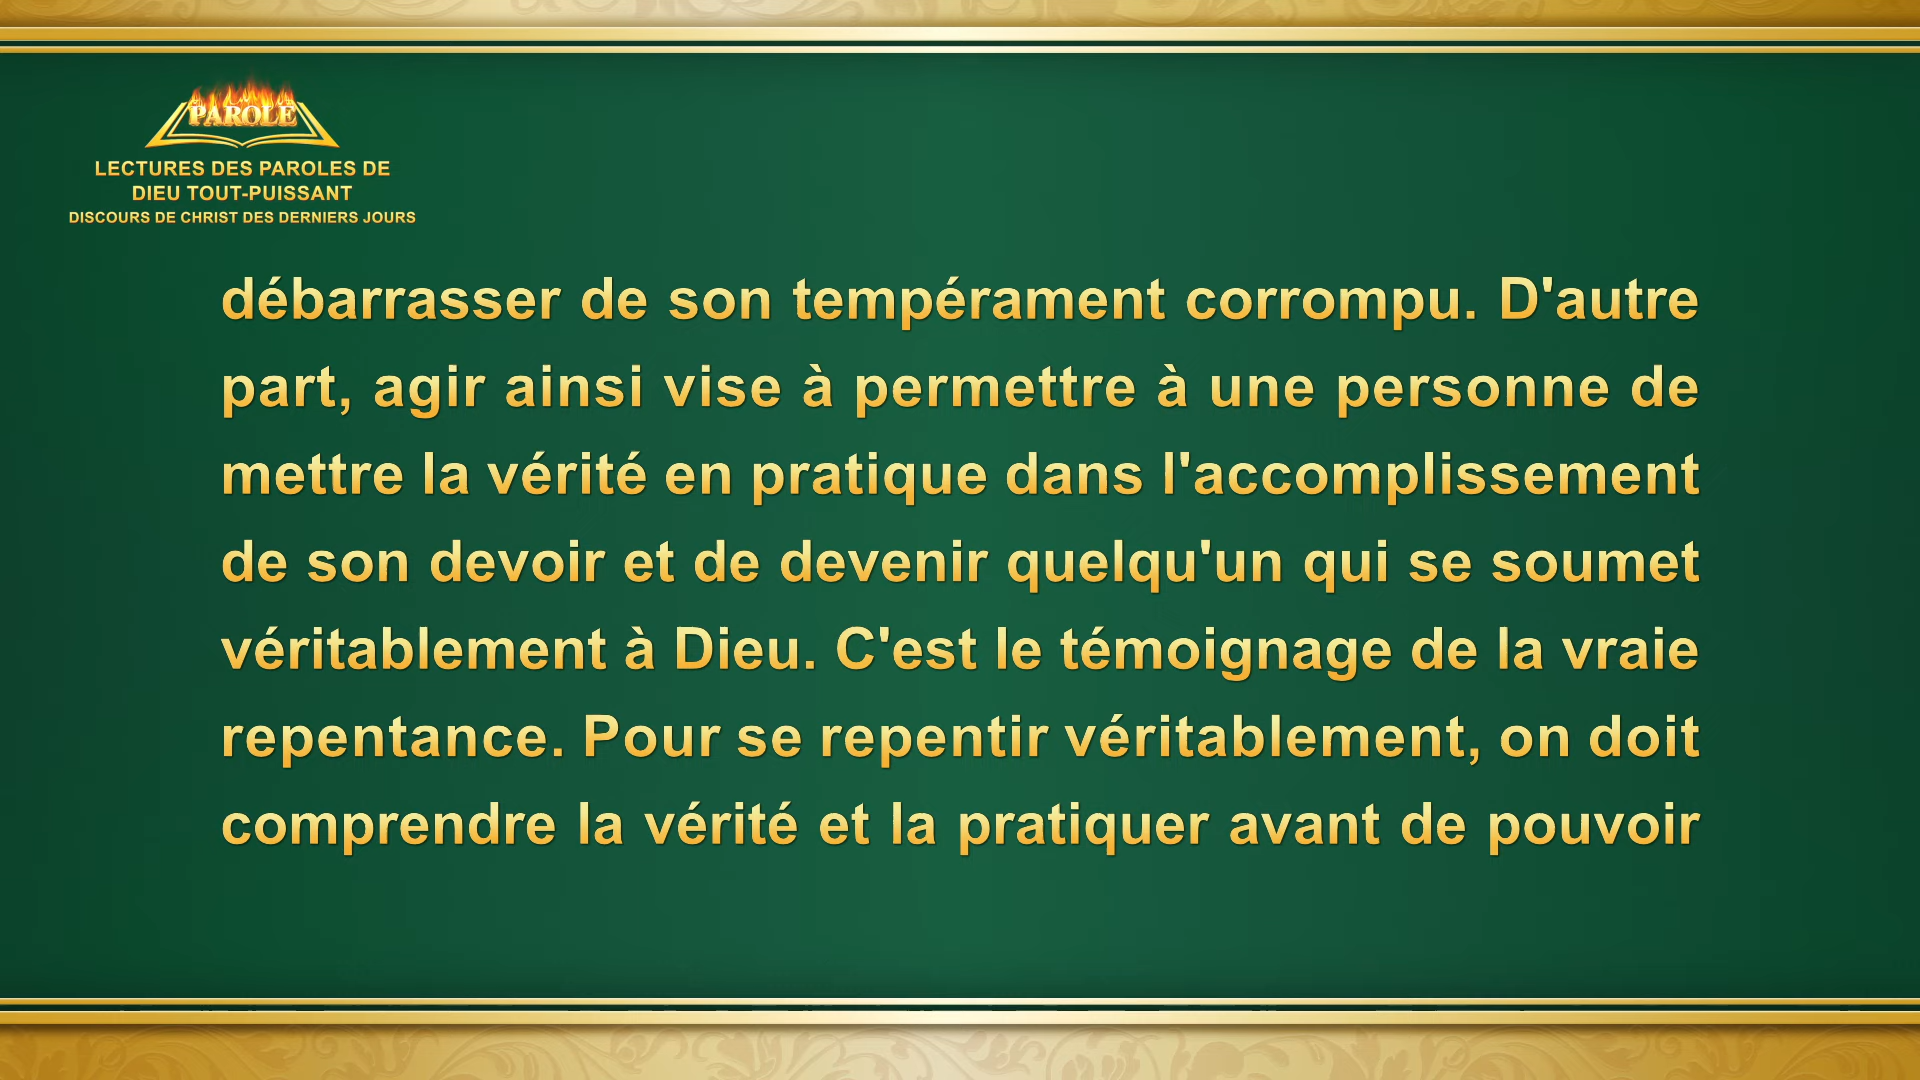 PAROLE
LECTURES DES PAROLES DE
DIEU TOUT-PUISSANT
DISCOURS DE CHRIST DES DERNIERS JOURS
débarrasser de son tempérament corrompu. D'autre
part, agir ainsi vise à permettre à une personne de
mettre la vérité en pratique dans l'accomplissement
de son devoir et de devenir quelqu'un qui se soumet
véritablement à Dieu. C'est le témoignage de la vraie
repentance. Pour se repentir véritablement, on doit
comprendre la vérité et la pratiquer avant de pouvoir